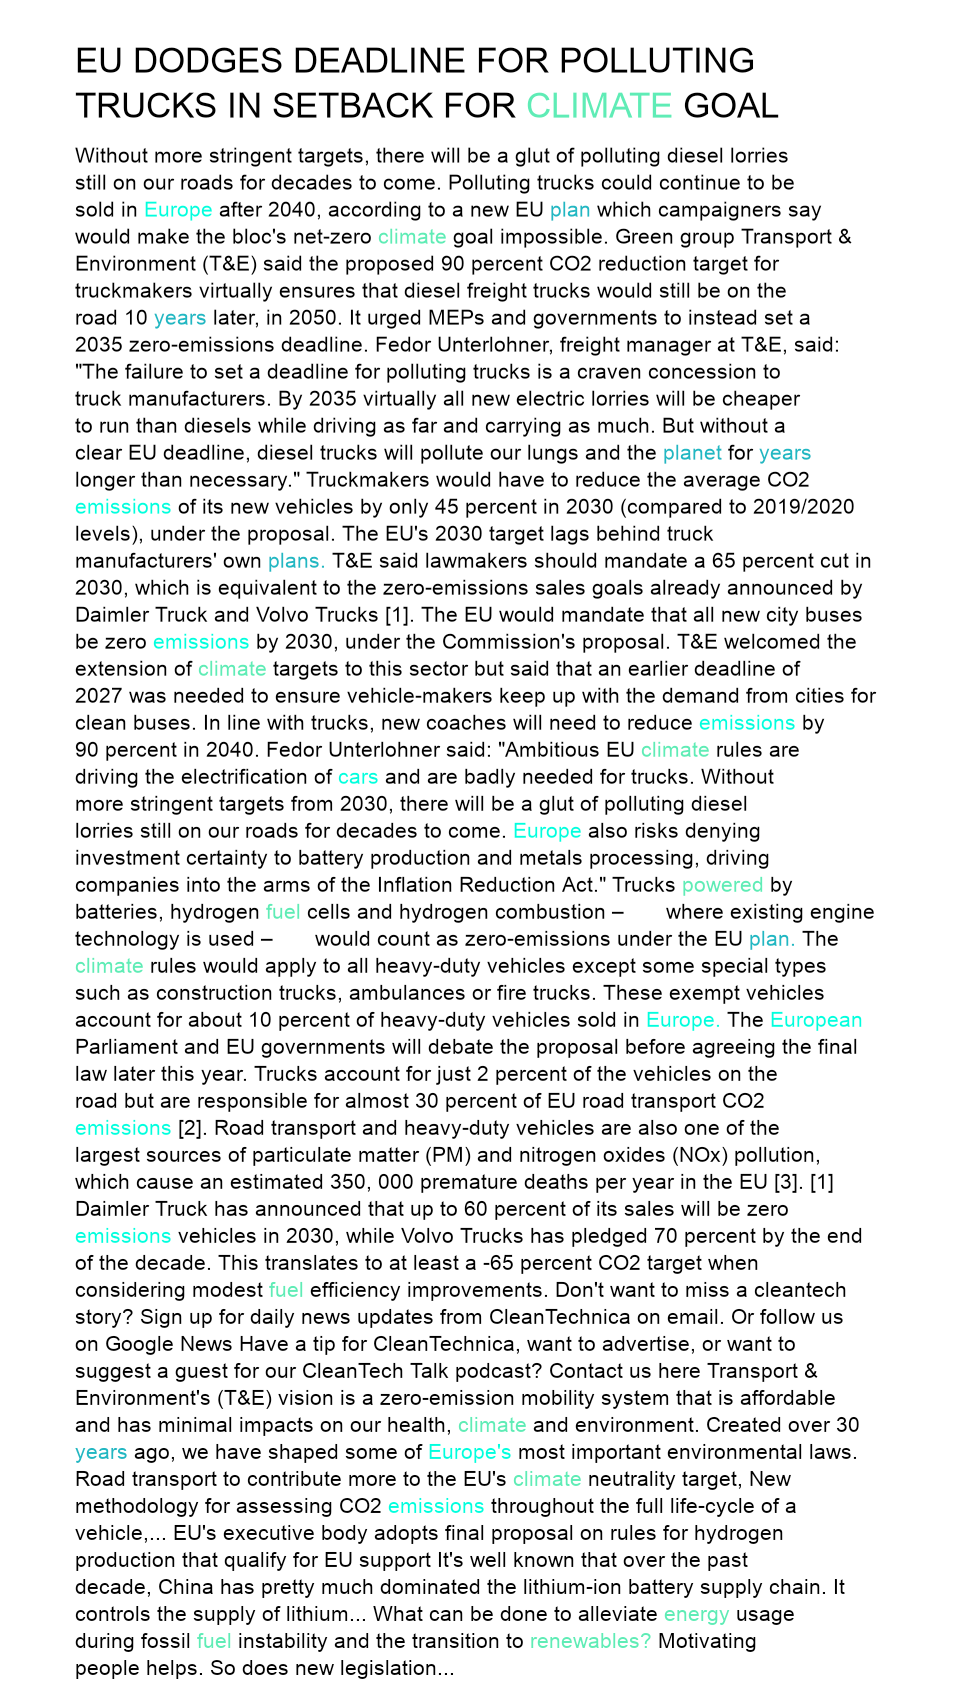 EU DODGES DEADLINE FOR POLLUTING
TRUCKS IN SETBACK FOR CLIMATE GOAL
Without more stringent targets, there will be a glut of polluting diesel lorries
still on our roads for decades to come. Polluting trucks could continue to be
sold in Europe after 2040, according to a new EU plan which campaigners say
would make the bloc's net-zero climate goal impossible. Green group Transport &
Environment (T&E) said the proposed 90 percent CO2 reduction target for
truckmakers virtually ensures that diesel freight trucks would still be on the
road 10 years later, in 2050. It urged MEPs and governments to instead set a
2035 zero-emissions deadline. Fedor Unterlohner, freight manager at T&E, said:
"The failure to set a deadline for polluting trucks is a craven concession to
truck manufacturers. By 2035 virtually all new electric lorries will be cheaper
to run than diesels while driving as far and carrying as much. But without a
clear EU deadline, diesel trucks will pollute our lungs and the planet for years
longer than necessary." Truckmakers would have to reduce the average CO2
emissions of its new vehicles by only 45 percent in 2030 (compared to 2019/2020
levels), under the proposal. The EU's 2030 target lags behind truck
manufacturers' own plans. T&E said lawmakers should mandate a 65 percent cut in
2030, which is equivalent to the zero-emissions sales goals already announced by
Daimler Truck and Volvo Trucks [1]. The EU would mandate that all new city buses
be zero emissions by 2030, under the Commission's proposal. T&E welcomed the
extension of climate targets to this sector but said that an earlier deadline of
2027 was needed to ensure vehicle-makers keep up with the demand from cities for
clean buses. In line with trucks, new coaches will need to reduce emissions by
90 percent in 2040. Fedor Unterlohner said: "Ambitious EU climate rules are
driving the electrification of cars and are badly needed for trucks. Without
more stringent targets from 2030, there will be a glut of polluting diesel
lorries still on our roads for decades to come. Europe also risks denying
investment certainty to battery production and metals processing, driving
companies into the arms of the Inflation Reduction Act." Trucks powered by
batteries, hydrogen fuel cells and hydrogen combustion – where existing engine
technology is used – would count as zero-emissions under the EU plan. The
climate rules would apply to all heavy-duty vehicles except some special types
such as construction trucks, ambulances or fire trucks. These exempt vehicles
account for about 10 percent of heavy-duty vehicles sold in Europe. The European
Parliament and EU governments will debate the proposal before agreeing the final
law later this year. Trucks account for just 2 percent of the vehicles on the
road but are responsible for almost 30 percent of EU road transport CO2
emissions [2]. Road transport and heavy-duty vehicles are also one of the
largest sources of particulate matter (PM) and nitrogen oxides (NOx) pollution,
which cause an estimated 350, 000 premature deaths per year in the EU [3]. [1]
Daimler Truck has announced that up to 60 percent of its sales will be zero
emissions vehicles in 2030, while Volvo Trucks has pledged 70 percent by the end
of the decade. This translates to at least a -65 percent CO2 target when
considering modest fuel efficiency improvements. Don't want to miss a cleantech
story? Sign up for daily news updates from CleanTechnica on email. Or follow us
on Google News Have a tip for CleanTechnica, want to advertise, or want to
suggest a guest for our CleanTech Talk podcast? Contact us here Transport &
Environment's (T&E) vision is a zero-emission mobility system that is affordable
and has minimal impacts on our health, climate and environment. Created over 30
years ago, we have shaped some of Europe's most important environmental laws.
Road transport to contribute more to the EU's climate neutrality target, New
methodology for assessing CO2 emissions throughout the full life-cycle of a
vehicle,... EU's executive body adopts final proposal on rules for hydrogen
production that qualify for EU support It's well known that over the past
decade, China has pretty much dominated the lithium-ion battery supply chain. It
controls the supply of lithium... What can be done to alleviate energy usage
during fossil fuel instability and the transition to renewables? Motivating
people helps. So does new legislation...